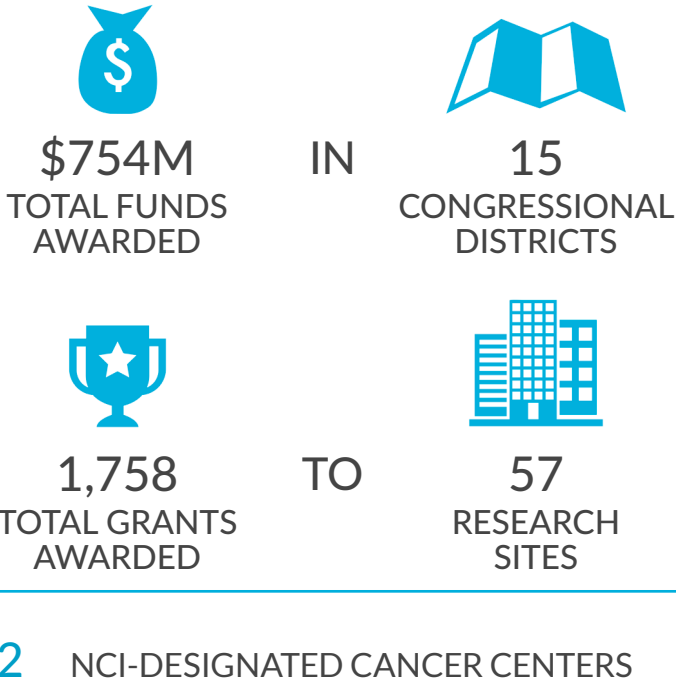 $
$754M IN 15
TOTAL FUNDS CONGRESSIONAL
AWARDED DISTRICTS
1,758 TO 57
TOTAL GRANTS RESEARCH
AWARDED SITES
2 NCI-DESIGNATED CANCER CENTERS